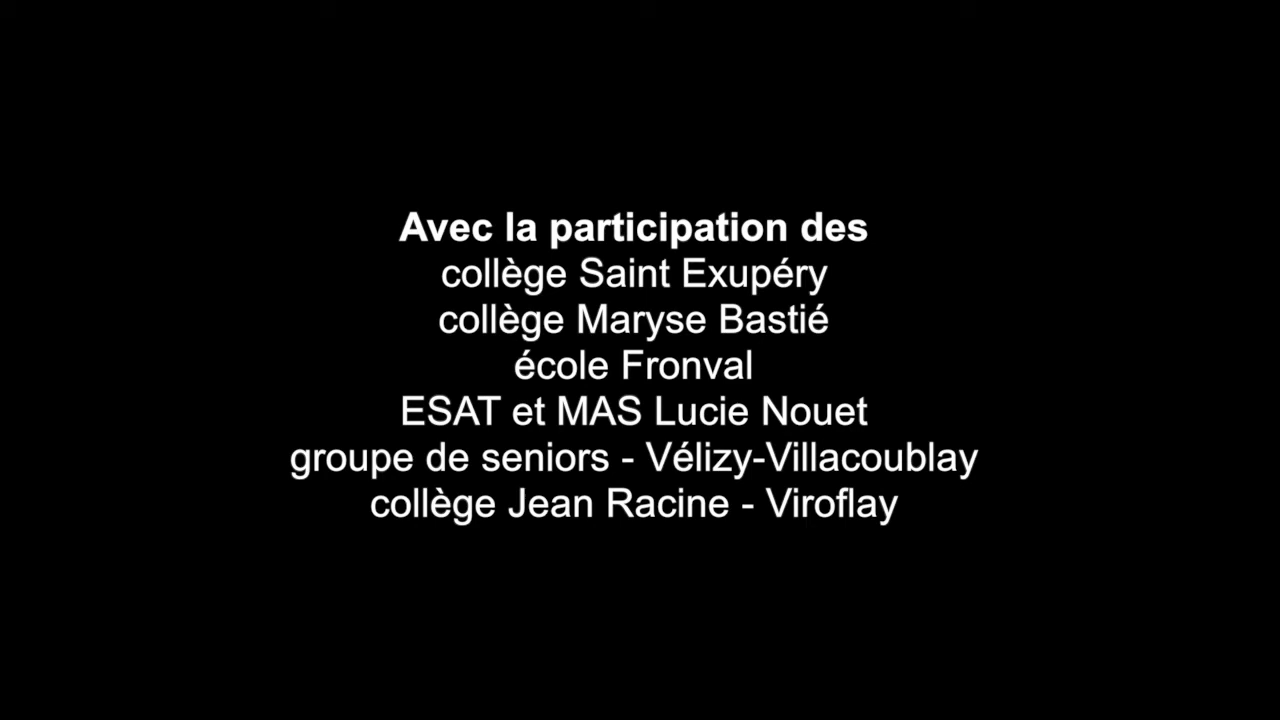 Avec la participation des
collège Saint Exupéry
collège Maryse Bastié
école Fronval
ESAT et MAS Lucie Nouet
groupe de seniors - Vélizy-Villacoublay
collège Jean Racine - Viroflay